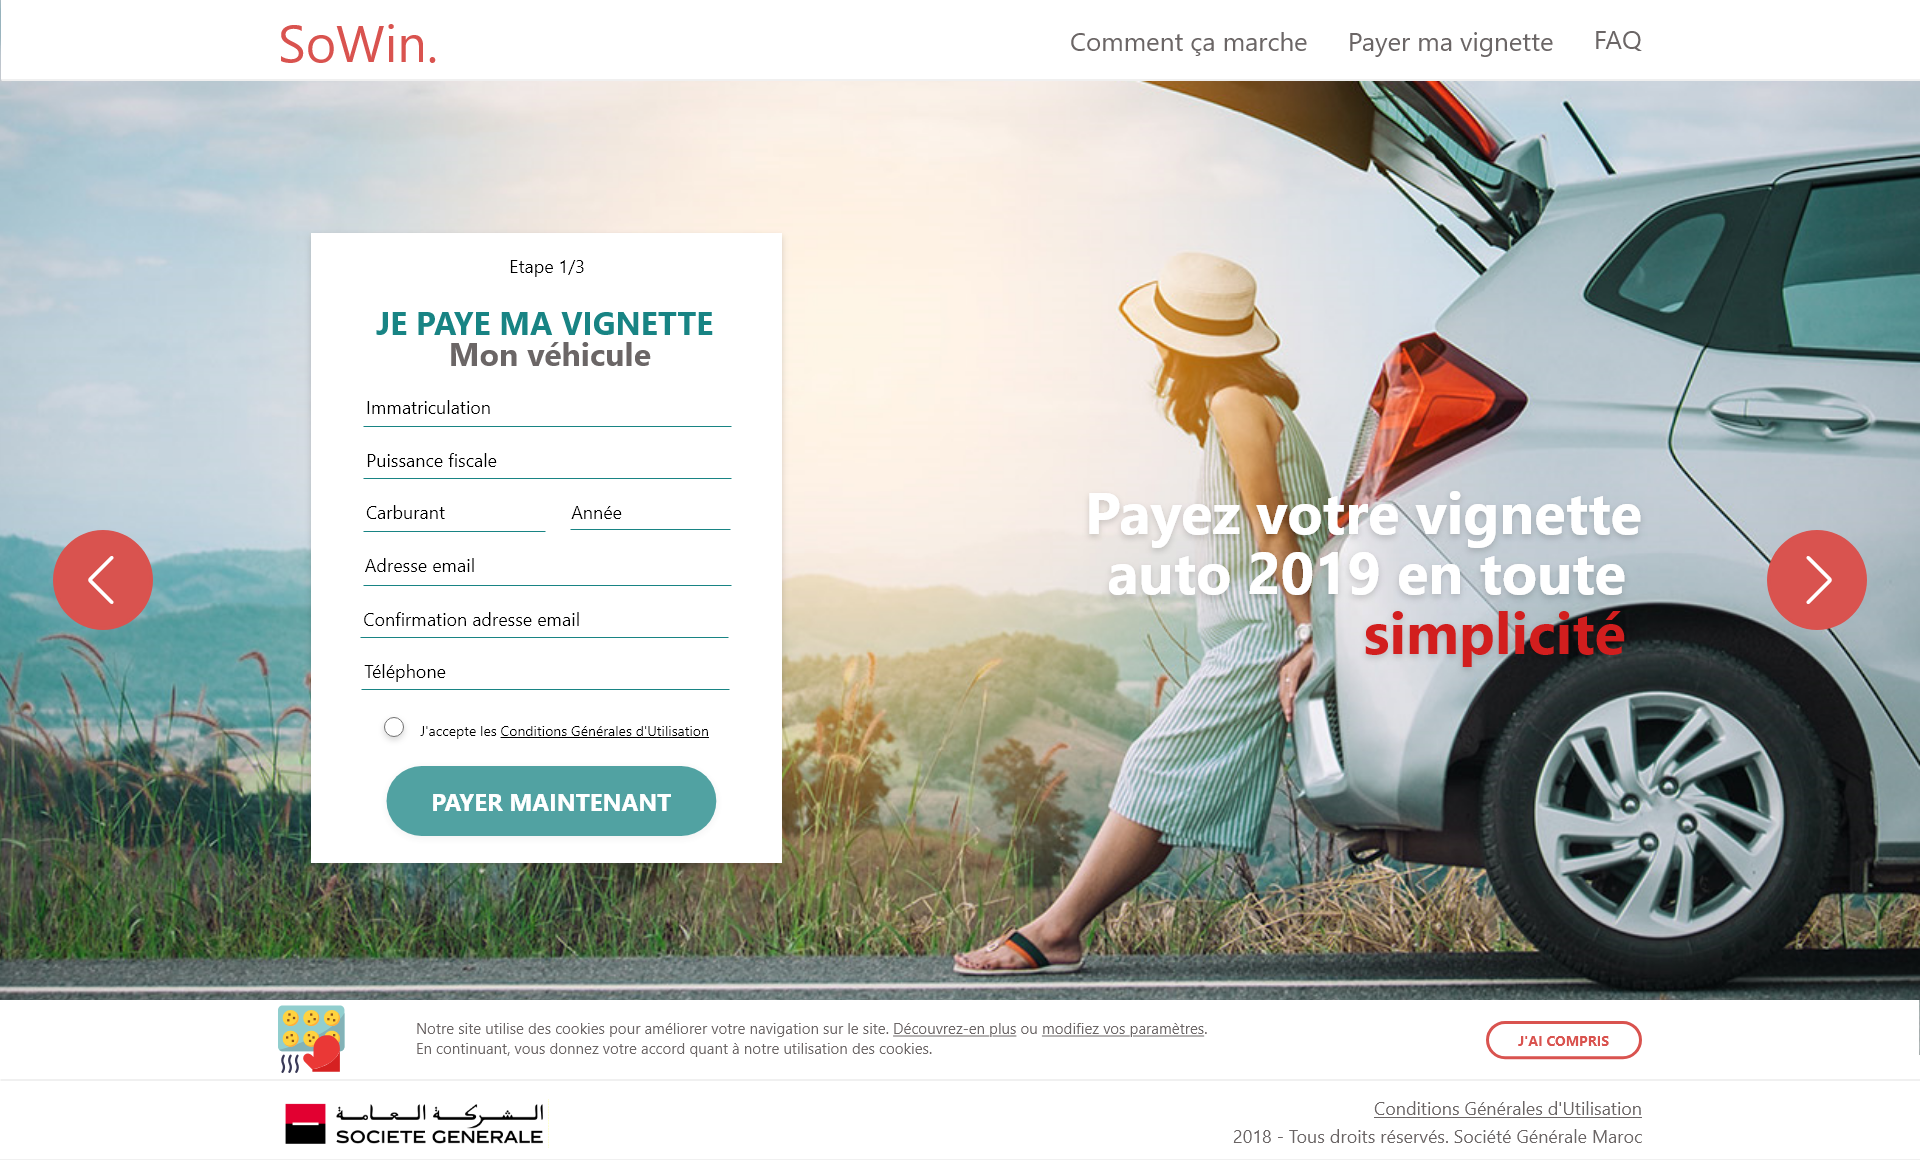 SoWin.
Comment ça marche
Payer ma vignette
FAQ
Etape 1/3
JE PAYE MA VIGNETTE
Mon véhicule
Immatriculation
Puissance fiscale
Carburant
Année
Adresse email
Confirmation adresse email
Téléphone
J'accepte les Conditions Générales d'Utilisation
PAYER MAINTENANT
Payez votre vignette
auto 2019 en toute
simplicité
Notre site utilise des cookies pour améliorer votre navigation sur le site. Découvrez-en plus ou modifiez vos paramètres.
En continuant, vous donnez votre accord quant à notre utilisation des cookies.
J'AI COMPRIS
الـشـركـة الـعـامـة
SOCIETE GENERALE
Conditions Générales d'Utilisation
2018 - Tous droits réservés. Société Générale Maroc